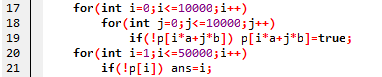 17 for(int i=0;i<=10000;i++)
18 for(int j=0;j<=10000;j++)
19 if(!p[i*a+j*b]) p[i*a+j*b]=true;
20 for(int i=1;i<=50000;i++)
21 if(!p[i]) ans=i;